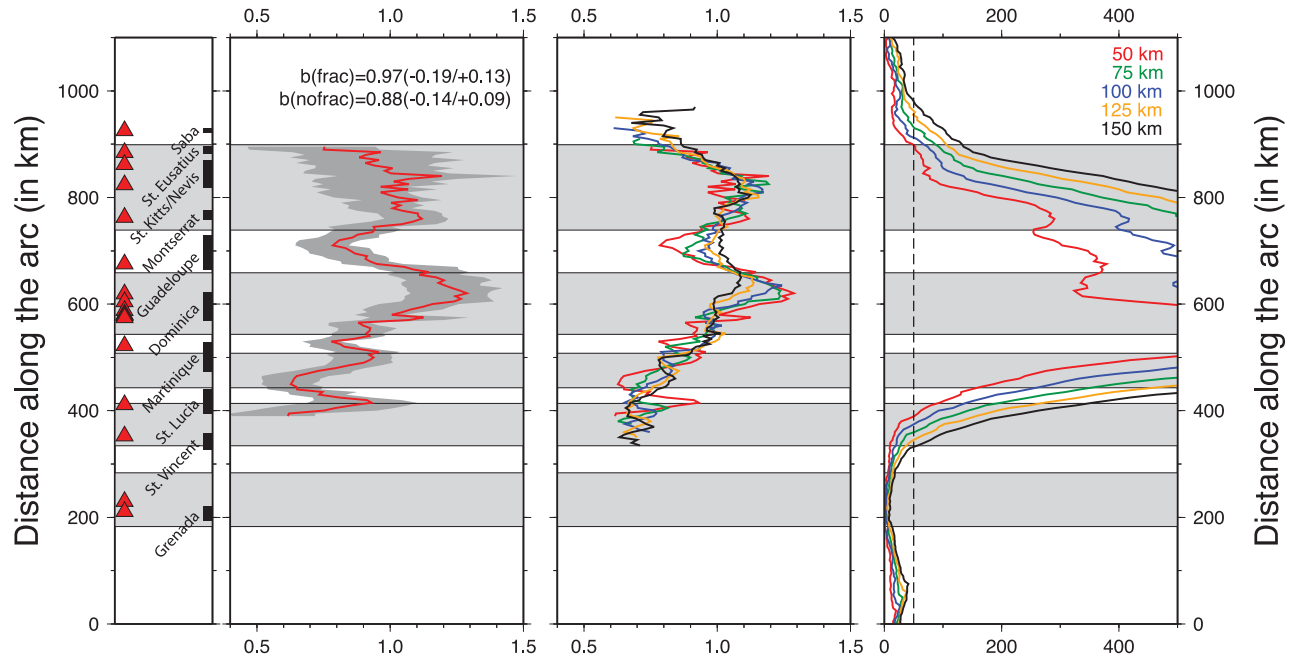 0.5 1.0 1.5 0.5 1.0 1.5 0 200 400
Distance along the arc (in km)
1000
800
600
400
200
0
Saba
St. Eusatius
St. Kitts/Nevis
Montserrat
Guadeloupe
Dominica
Martinique
St. Lucia
St. Vincent
Grenada
b(frac)=0.97(-0.19/+0.13)
b(nofrac)=0.88(-0.14/+0.09)
50 km
75 km
100 km
125 km
150 km
1000
800
600
400
200
0
Distance along the arc (in km)
0.5 1.0 1.5 0.5 1.0 1.5 0 200 400